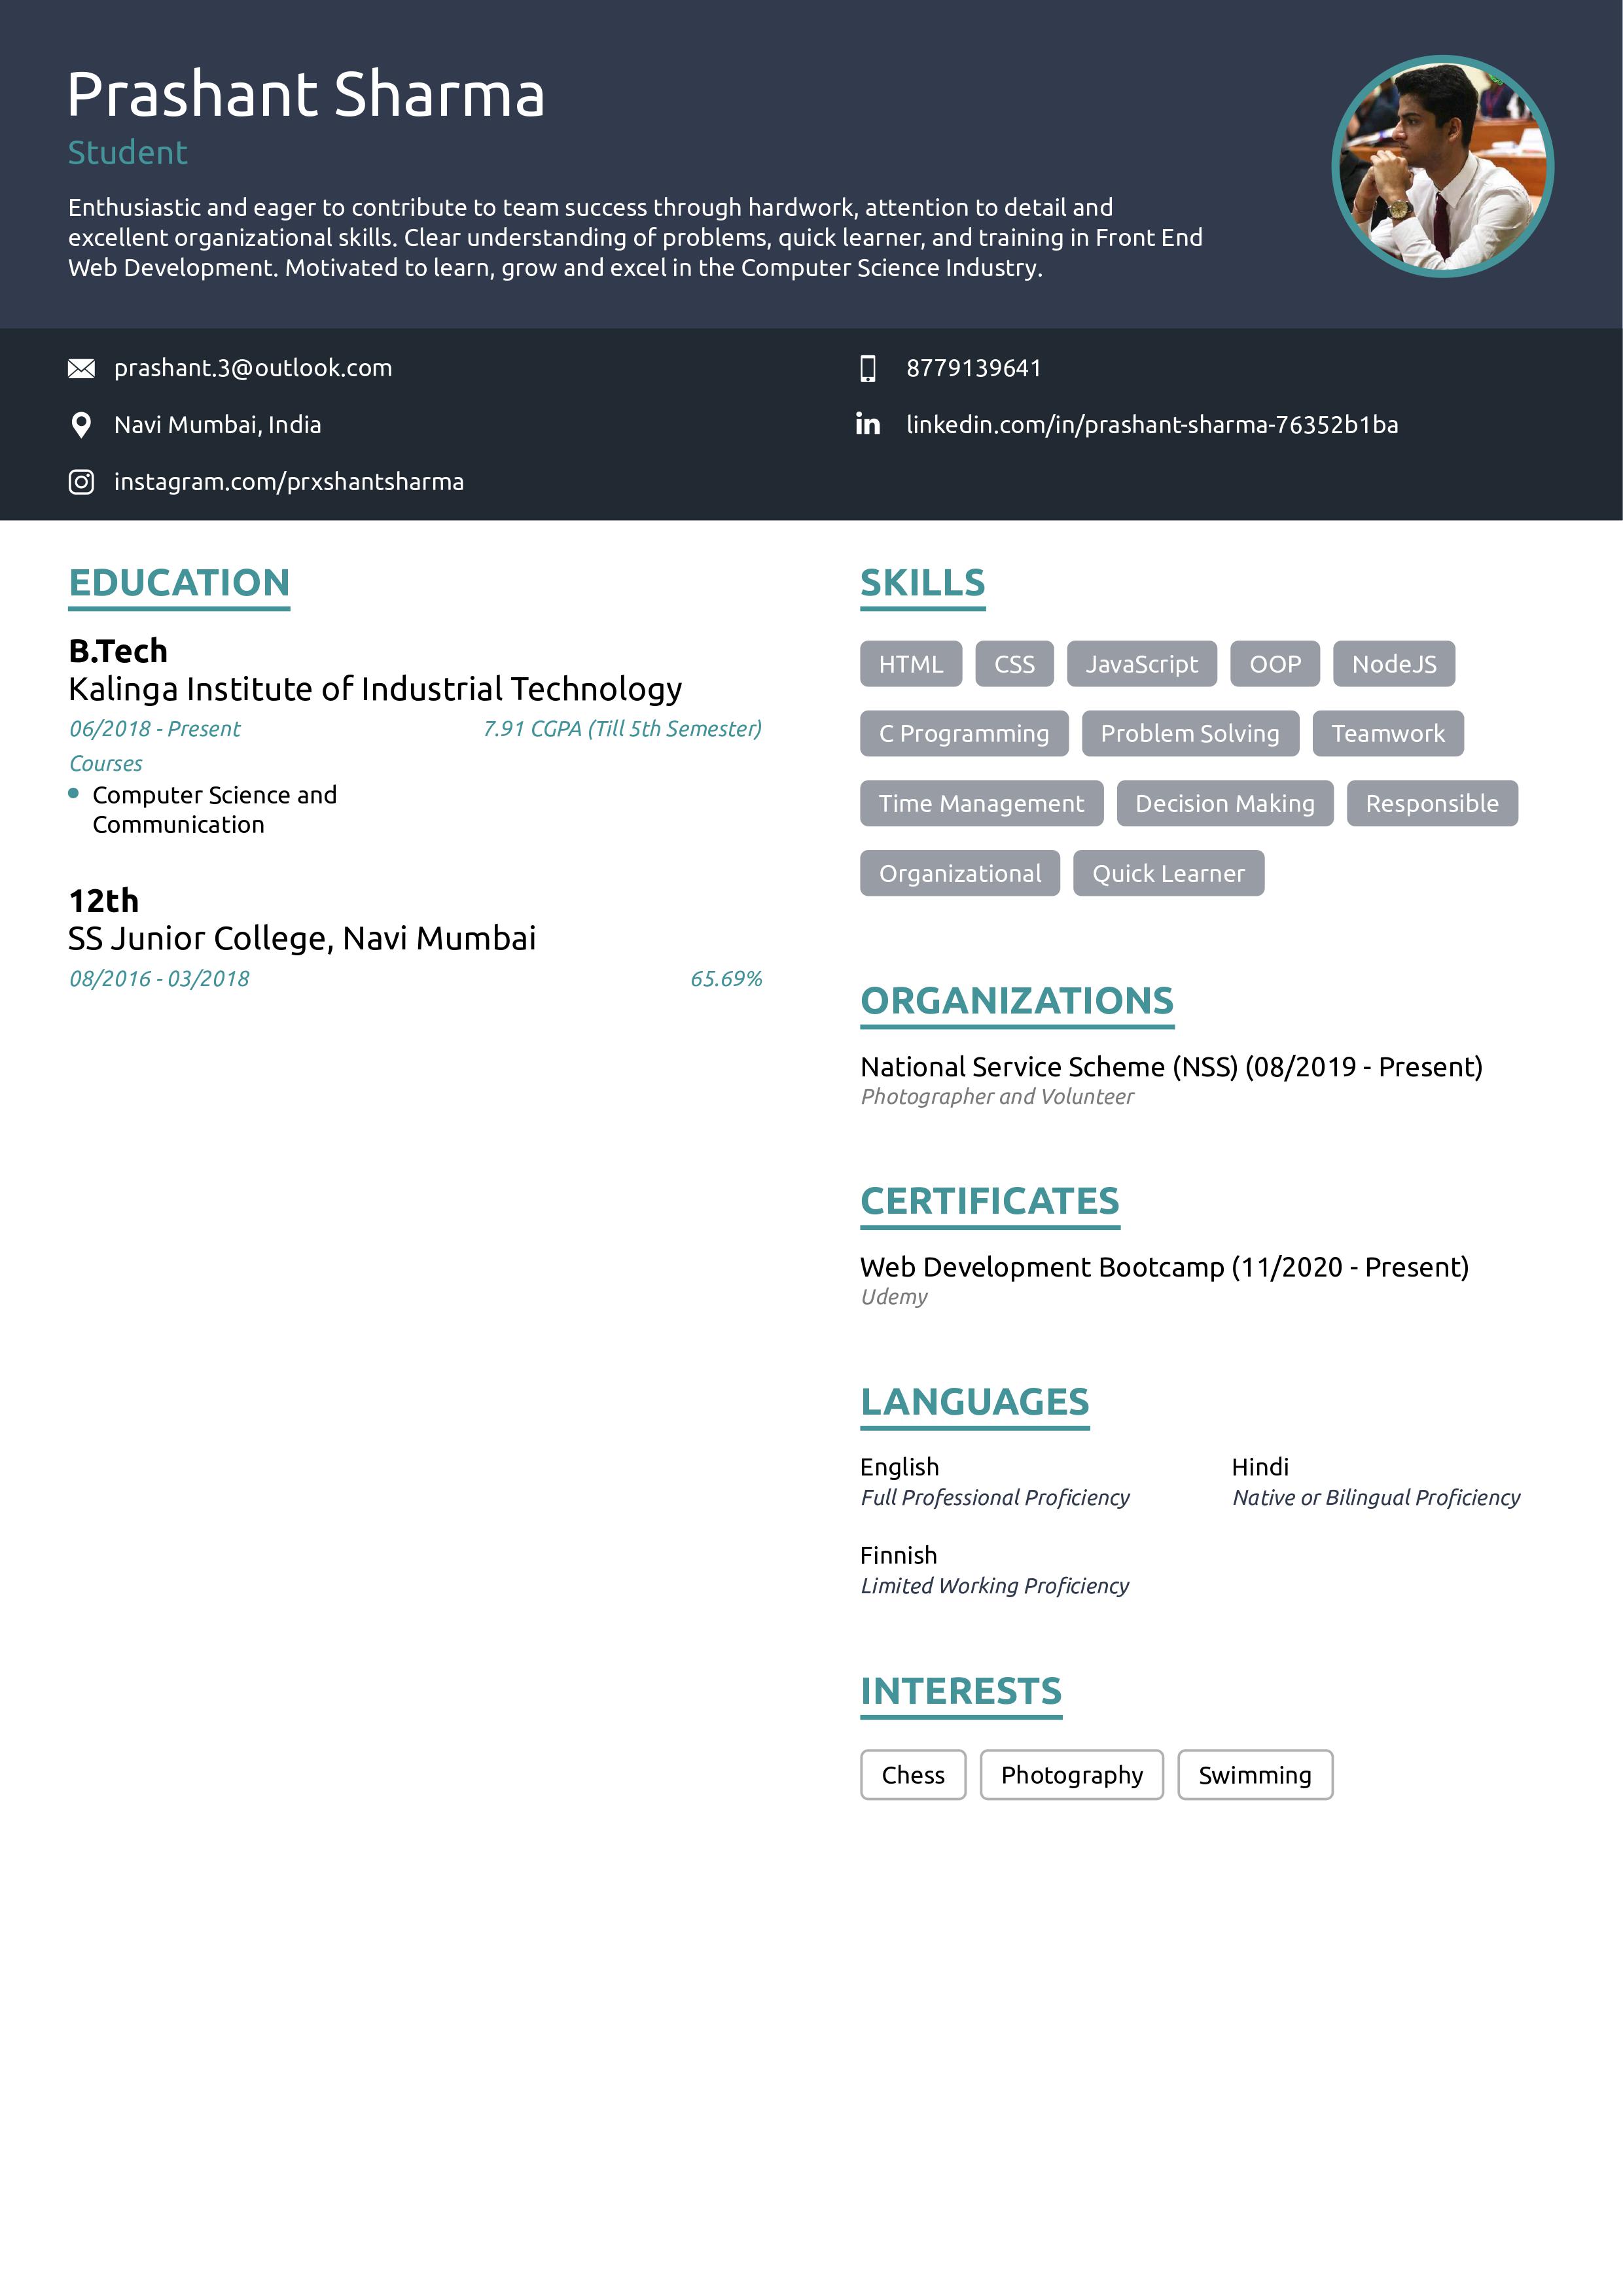 Prashant Sharma
Student
Enthusiastic and eager to contribute to team success through hardwork, attention to detail and
excellent organizational skills. Clear understanding of problems, quick learner, and training in Front End
Web Development. Motivated to learn, grow and excel in the Computer Science Industry.
prashant.3@outlook.com
8779139641
Navi Mumbai, India
linkedin.com/in/prashant-sharma-76352b1ba
instagram.com/prxshantsharma
EDUCATION
B.Tech
Kalinga Institute of Industrial Technology
06/2018 - Present 7.91 CGPA (Till 5th Semester)
Courses
Computer Science and
Communication
12th
SS Junior College, Navi Mumbai
08/2016 - 03/2018 65.69%
SKILLS
HTML CSS JavaScript OOP NodeJS
C Programming Problem Solving Teamwork
Time Management Decision Making Responsible
Organizational Quick Learner
ORGANIZATIONS
National Service Scheme (NSS) (08/2019 - Present)
Photographer and Volunteer
CERTIFICATES
Web Development Bootcamp (11/2020 - Present)
Udemy
LANGUAGES
English Hindi
Full Professional Proficiency Native or Bilingual Proficiency
Finnish
Limited Working Proficiency
INTERESTS
Chess Photography Swimming